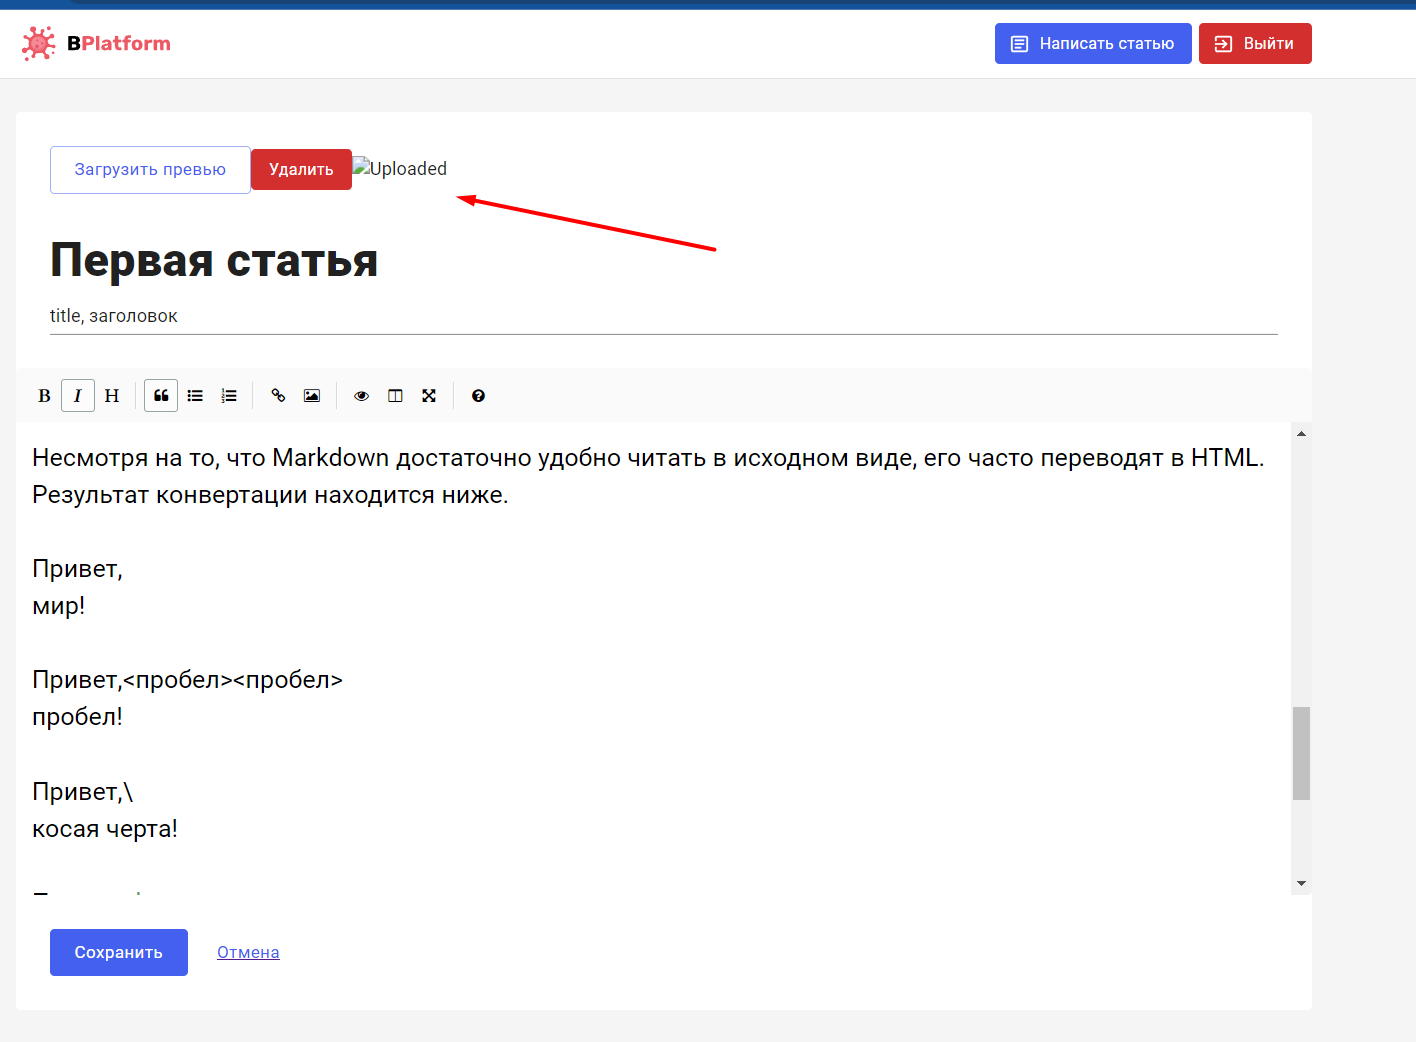 BPlatform
Написать статью
Выйти
Загрузить превью
Удалить
Uploaded
Первая статья
title, заголовок
B I H
Несмотря на то, что Markdown достаточно удобно читать в исходном виде, его часто переводят в HTML.
Результат конвертации находится ниже.
Привет,
мир!
Привет,<пробел><пробел>
пробел!
Привет,\
косая черта!
Сохранить
Отмена